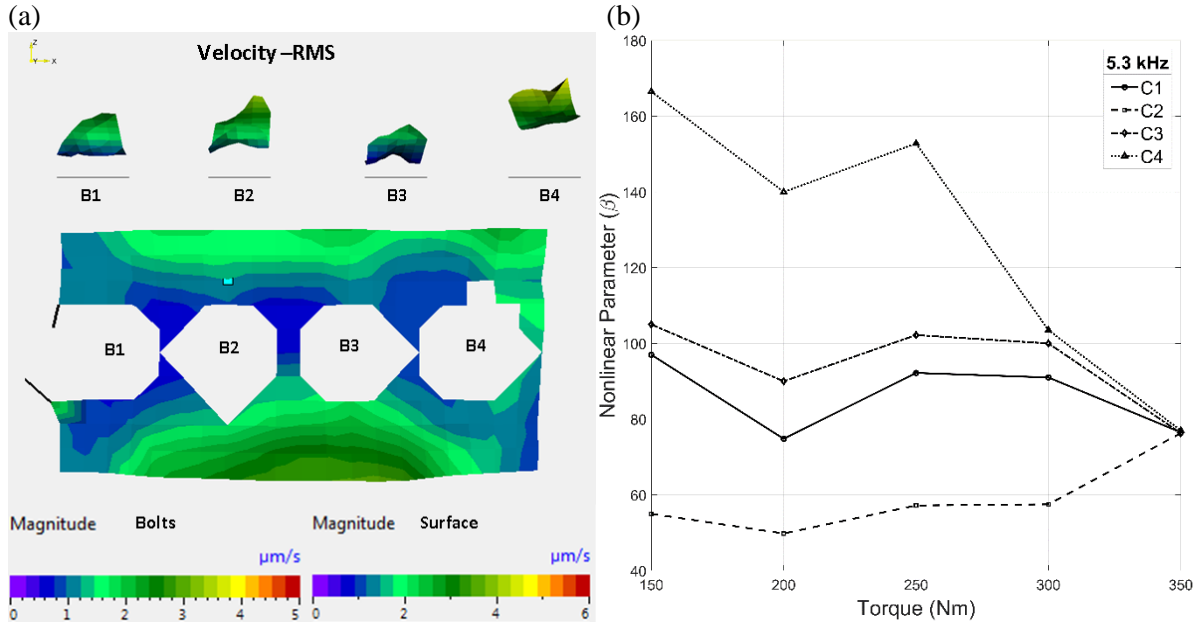 (a)
Z
Y X
Velocity –RMS
B1 B2 B3 B4
B1 B2 B3 B4
Magnitude Bolts Magnitude Surface
µm/s µm/s
0 1 2 3 4 5 0 2 4 6
(b)
180
160
140
120
100
80
60
40
Nonlinear Parameter (β)
5.3 kHz
C1
C2
C3
C4
150 200 250 300 350
Torque (Nm)